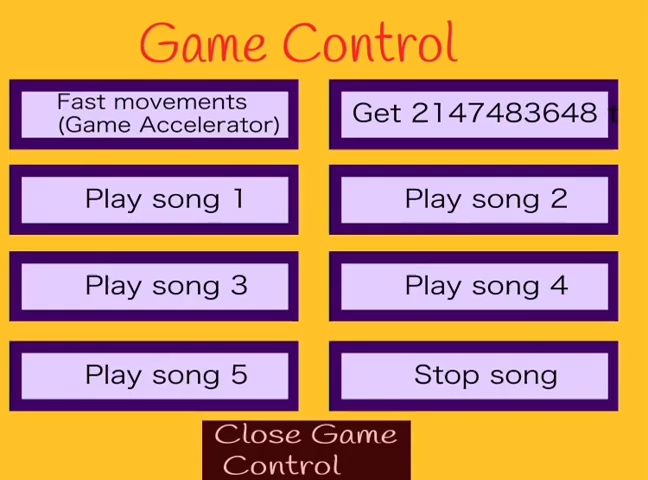 Game Control
Fast movements
(Game Accelerator)
Get 2147483648
Play song 1
Play song 2
Play song 3
Play song 4
Play song 5
Stop song
Close Game
Control